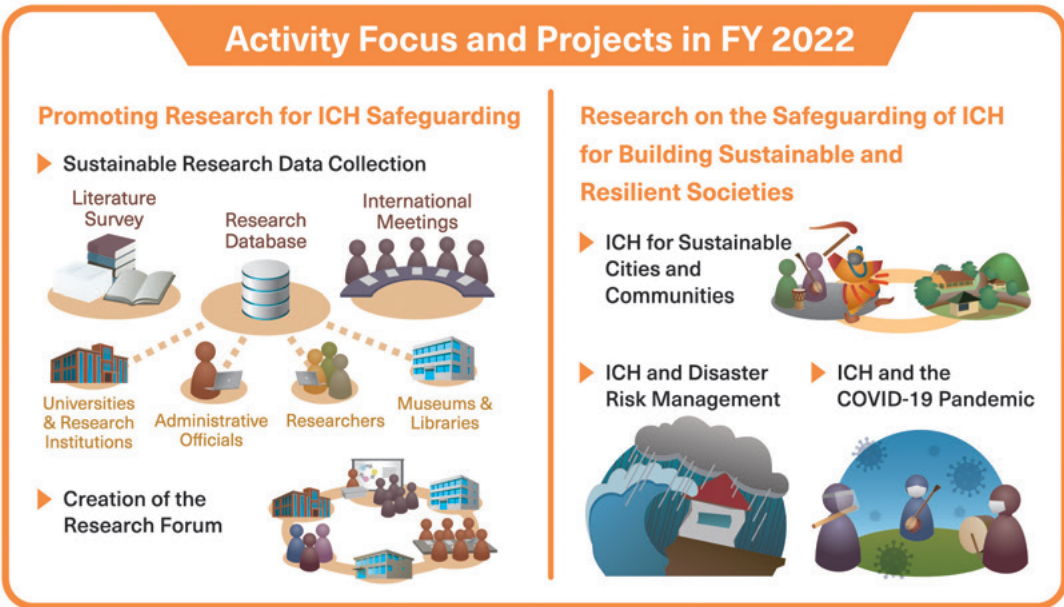 Activity Focus and Projects in FY 2022
Promoting Research for ICH Safeguarding
Sustainable Research Data Collection
Literature
Survey
Research
Database
International
Meetings
Universities
& Research
Institutions
Administrative
Officials
Researchers
Museums &
Libraries
Creation of the
Research Forum
Research on the Safeguarding of ICH
for Building Sustainable and
Resilient Societies
ICH for Sustainable
Cities and
Communities
ICH and Disaster
Risk Management
ICH and the
COVID-19 Pandemic